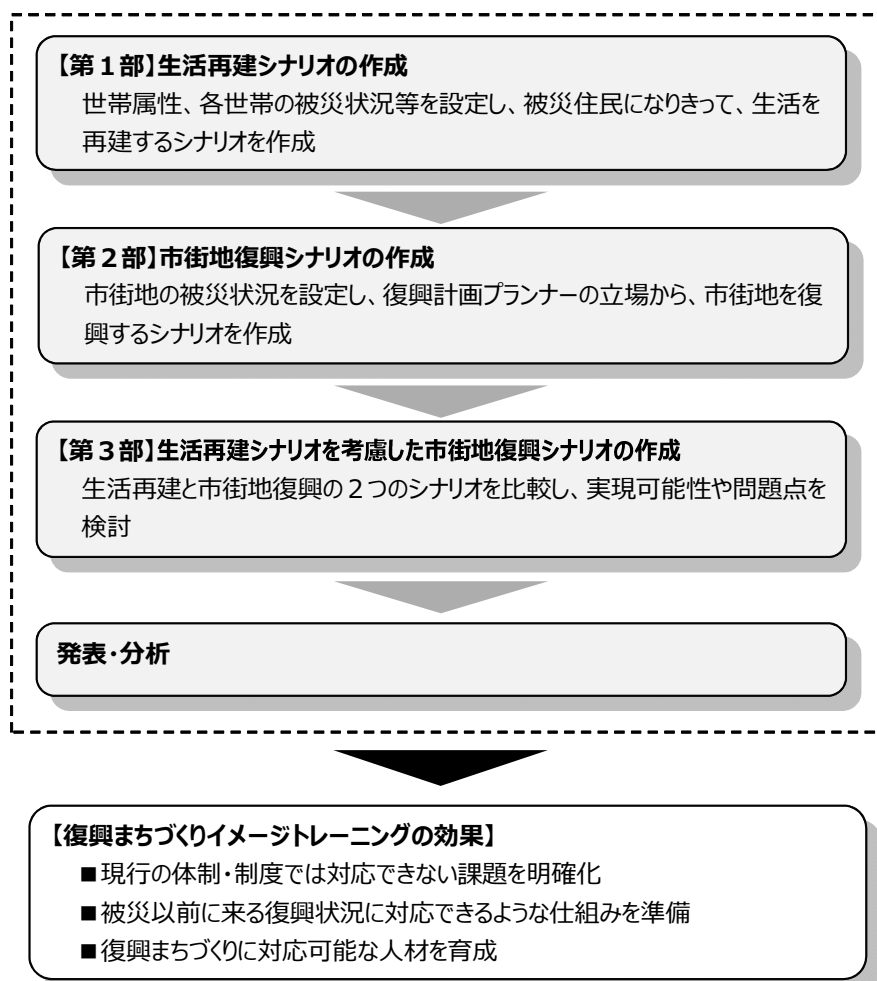 【第１部】生活再建シナリオの作成
世帯属性、各世帯の被災状況等を設定し、被災住民になりきって、生活を
再建するシナリオを作成
【第２部】市街地復興シナリオの作成
市街地の被災状況を設定し、復興計画プランナーの立場から、市街地を復
興するシナリオを作成
【第３部】生活再建シナリオを考慮した市街地復興シナリオの作成
生活再建と市街地復興の２つのシナリオを比較し、実現可能性や問題点を
検討
発表・分析
【復興まちづくりイメージトレーニングの効果】
■現行の体制・制度では対応できない課題を明確化
■被災以前に来る復興状況に対応できるような仕組みを準備
■復興まちづくりに対応可能な人材を育成